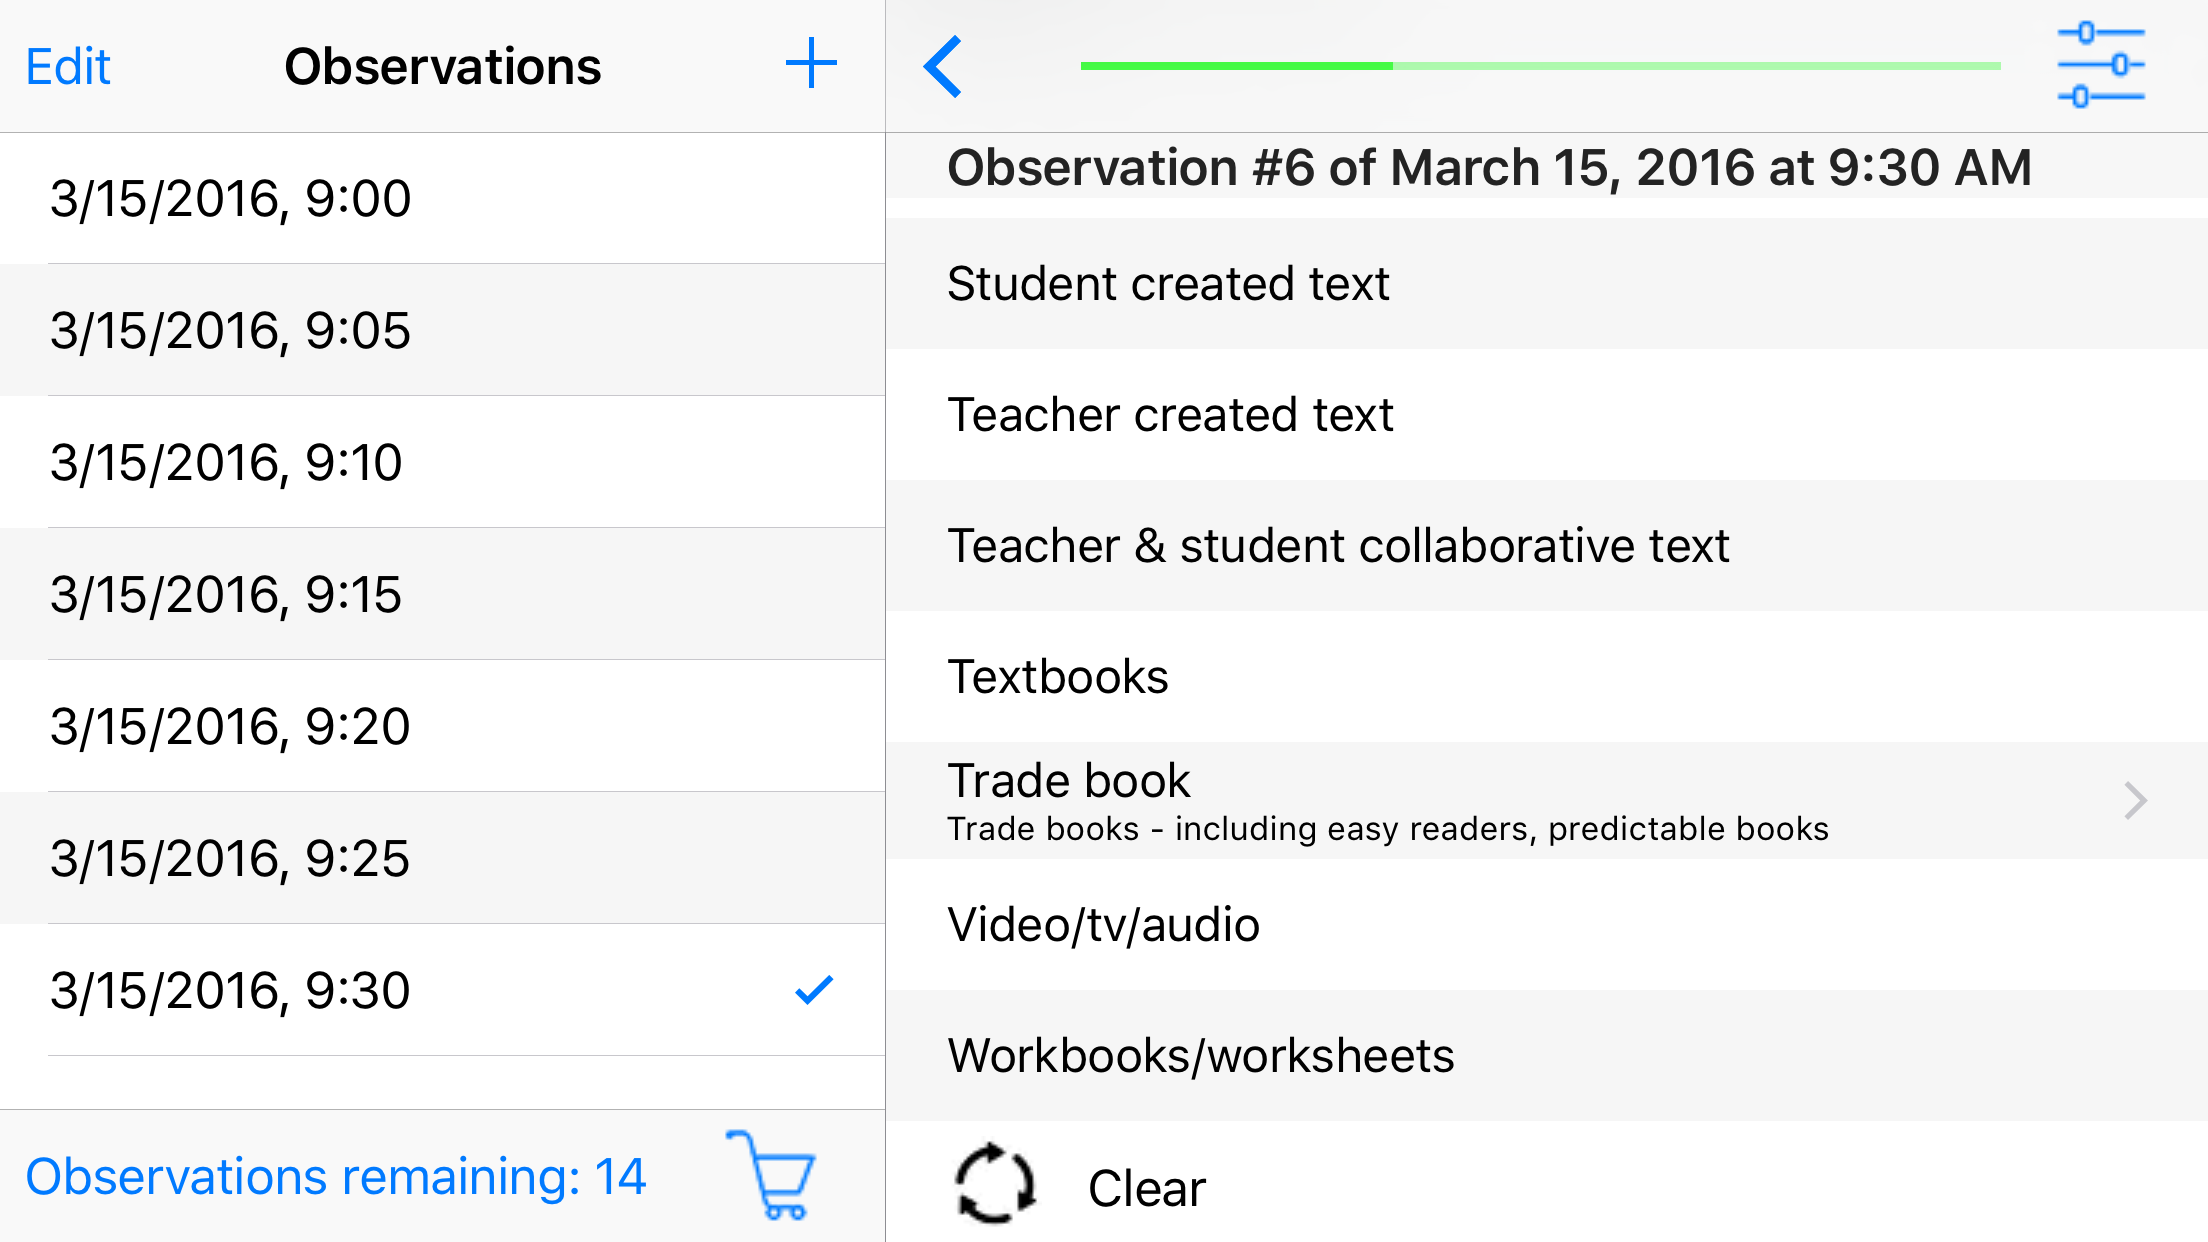 Edit
Observations
3/15/2016, 9:00
3/15/2016, 9:05
3/15/2016, 9:10
3/15/2016, 9:15
3/15/2016, 9:20
3/15/2016, 9:25
3/15/2016, 9:30
Observations remaining: 14
Observation #6 of March 15, 2016 at 9:30 AM
Student created text
Teacher created text
Teacher & student collaborative text
Textbooks
Trade book
Trade books - including easy readers, predictable books
Video/tv/audio
Workbooks/worksheets
Clear